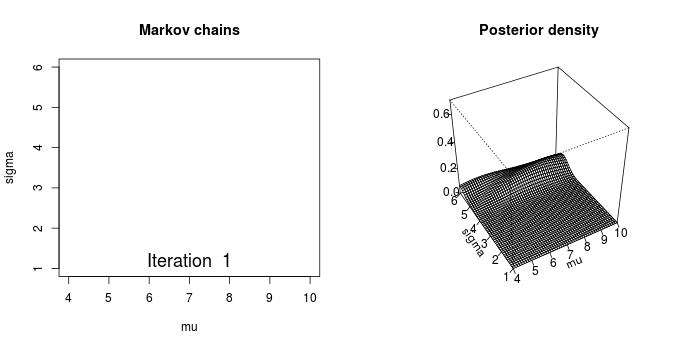 Markov chains
sigma
6
5
4
3
2
1
Iteration 1
4 5 6 7 8 9 10
mu
Posterior density
0.6
0.4
0.2
0.0
6
5
4
3
2
1
sigma
4 5 6 7 8 9 10
mu